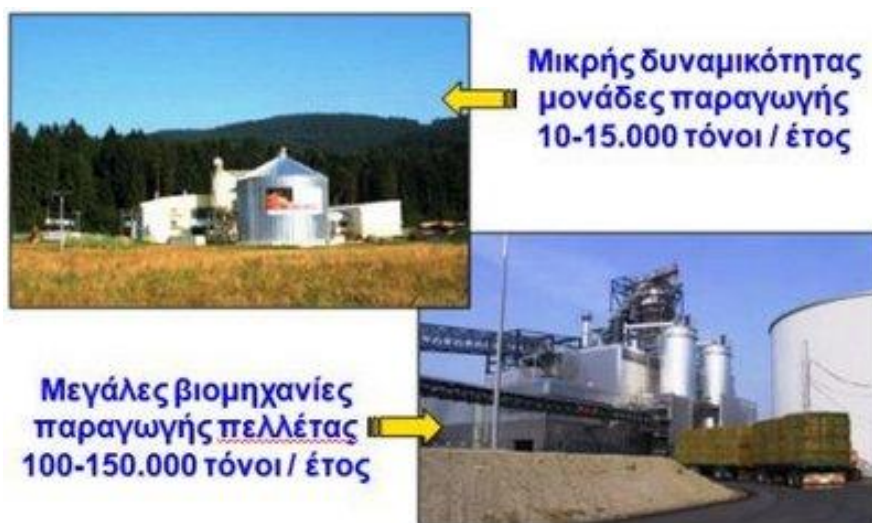 Μικρής δυναμικότητας
μονάδες παραγωγής
10-15.000 τόνοι / έτος
Μεγάλες βιομηχανίες
παραγωγής πελλέτας
100-150.000 τόνοι / έτος